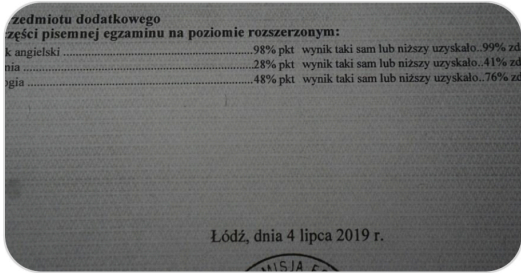 zedmiotu dodatkowego
części pisemnej egzaminu na poziomie rozszerzonym:
k angielski ...............98% pkt wynik taki sam lub niższy uzyskało..99% zd
nia ...............28% pkt wynik taki sam lub niższy uzyskało..41% zd
ogia ...............48% pkt wynik taki sam lub niższy uzyskało..76% zd
Łódź, dnia 4 lipca 2019 r.
MISJA